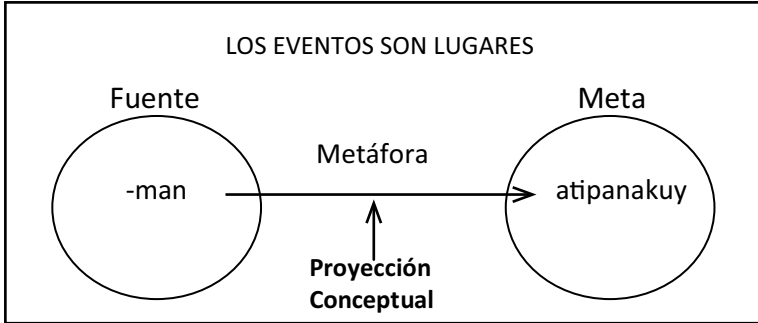 LOS EVENTOS SON LUGARES
Fuente
Meta
Metáfora
-man
atipanakuy
Proyección
Conceptual